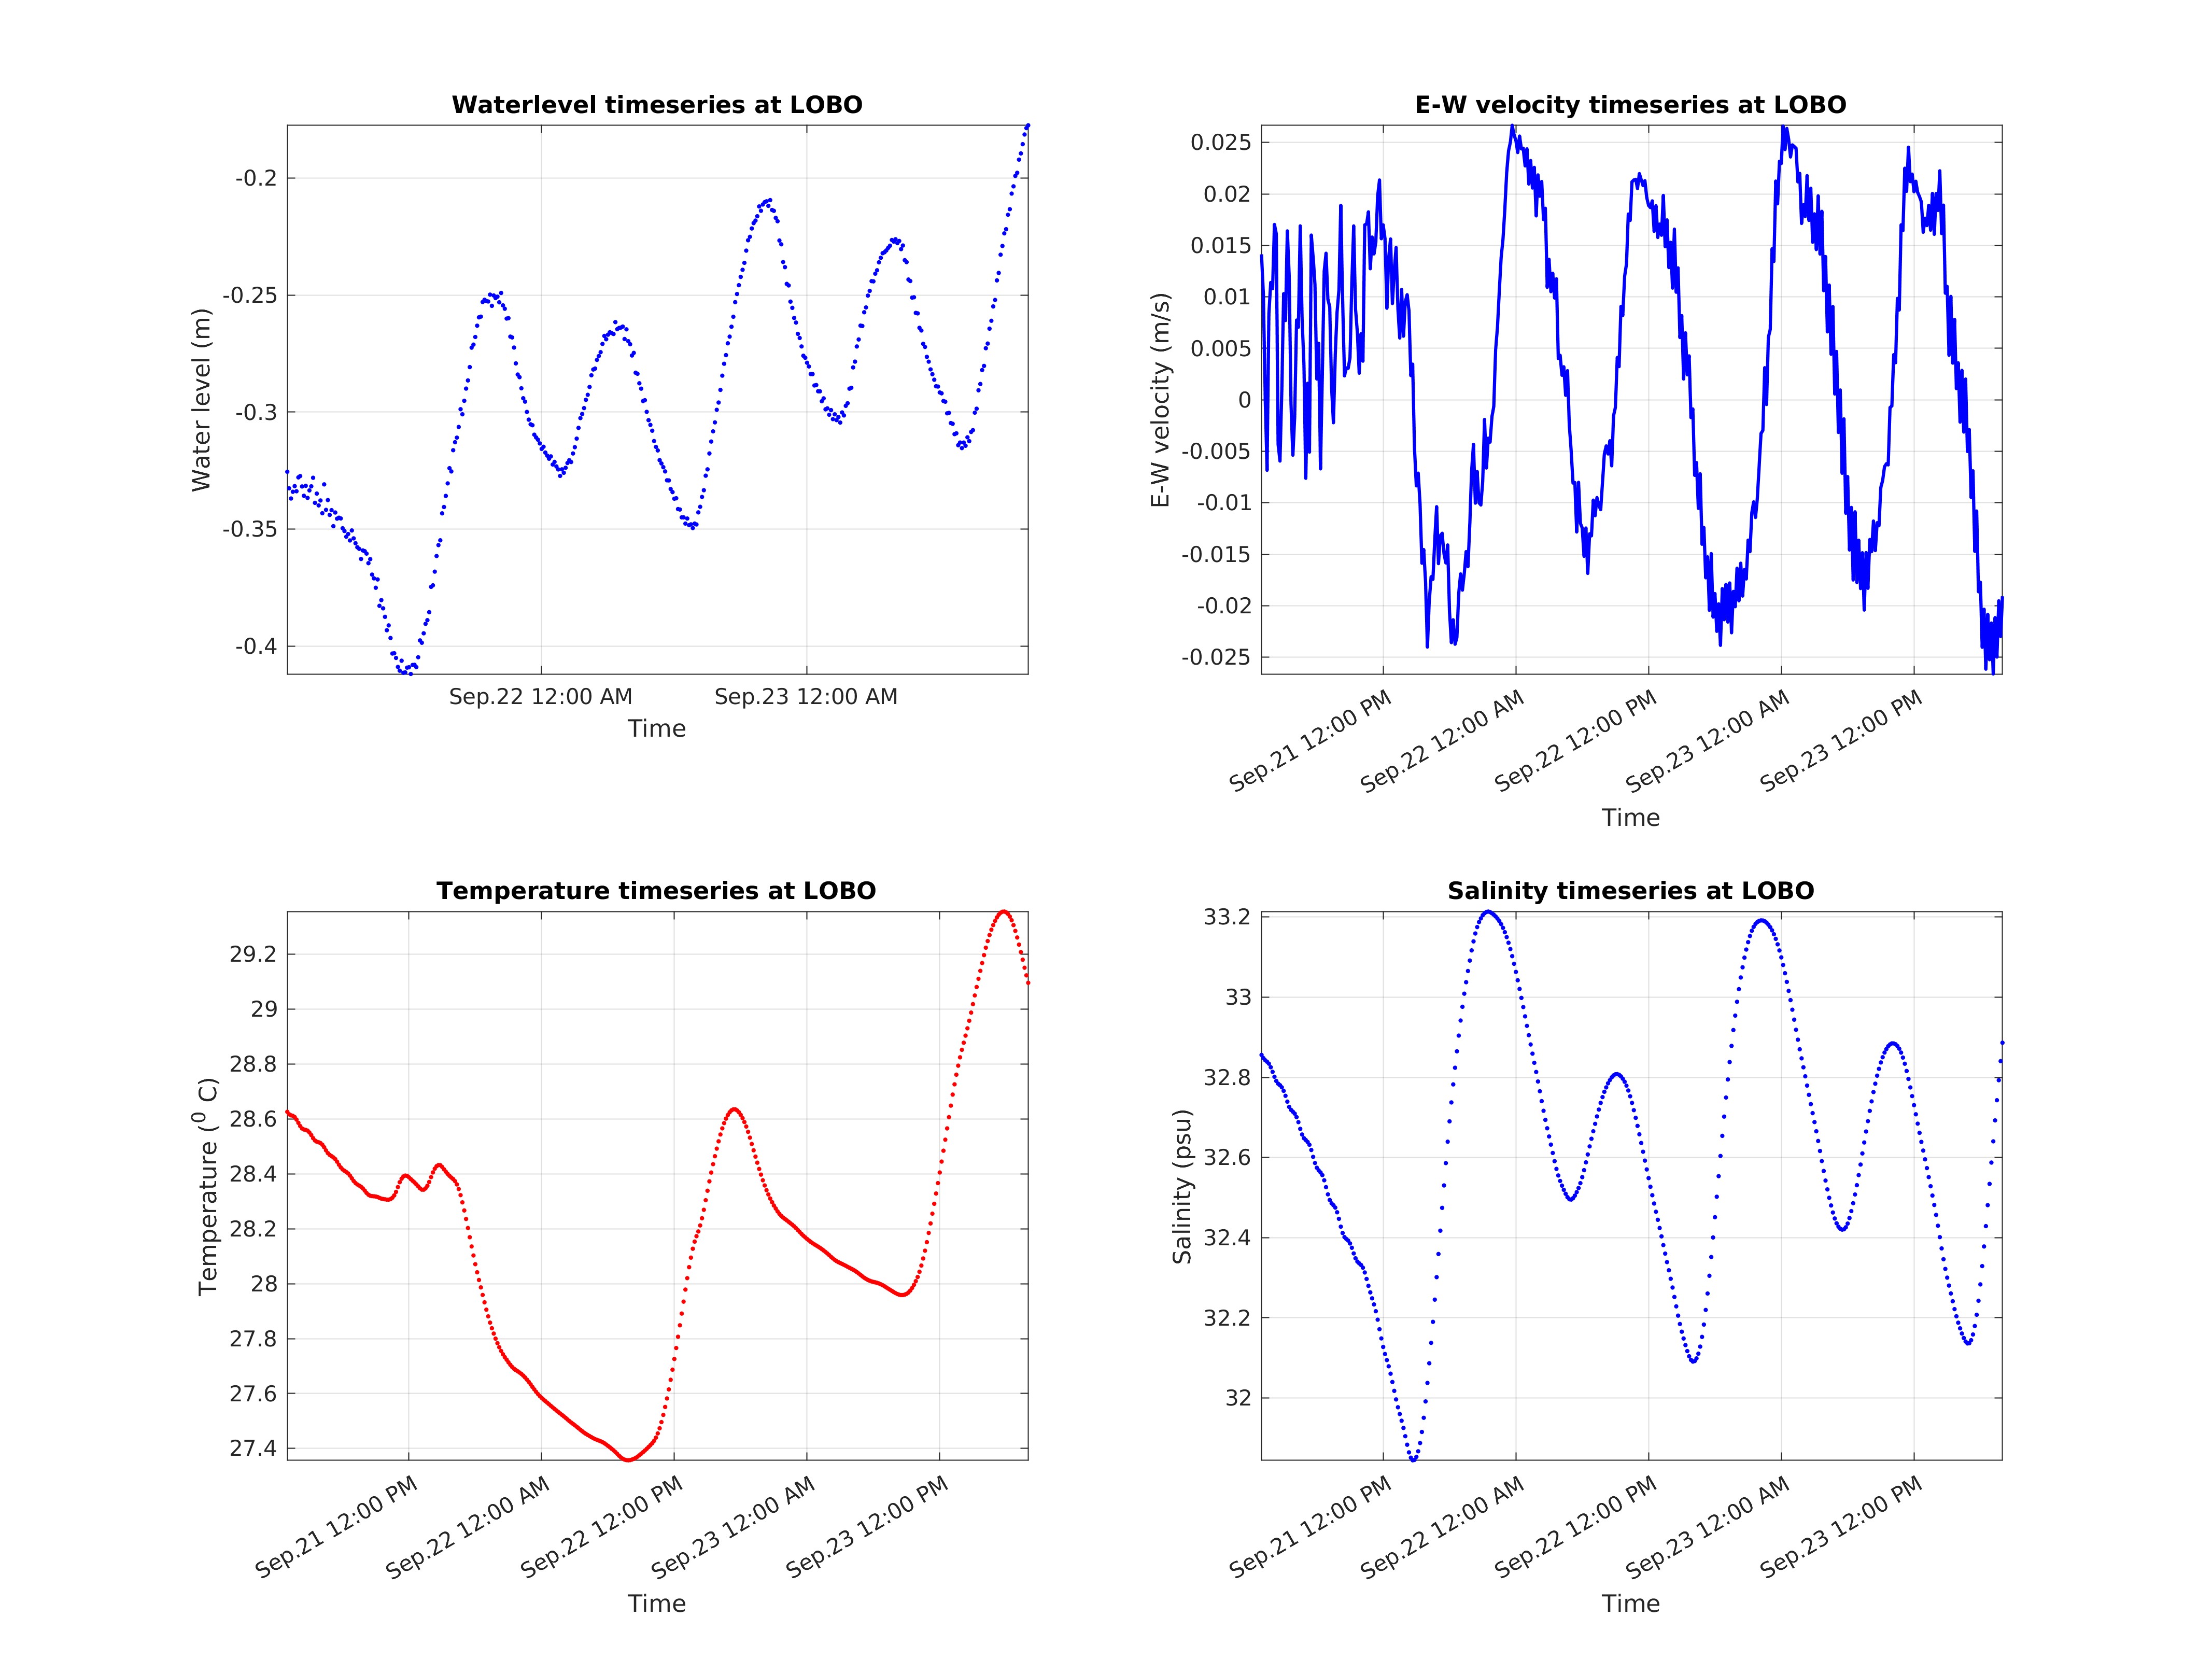 Waterlevel timeseries at LOBO
-0.2
-0.25
-0.3
-0.35
-0.4
Water level (m)
Sep.22 12:00 AM
Sep.23 12:00 AM
Time
E-W velocity timeseries at LOBO
0.025
0.02
0.015
0.01
0.005
0
-0.005
-0.01
-0.015
-0.02
-0.025
E-W velocity (m/s)
Sep.21 12:00 PM
Sep.22 12:00 AM
Sep.22 12:00 PM
Sep.23 12:00 AM
Sep.23 12:00 PM
Time
Temperature timeseries at LOBO
29.2
29
28.8
28.6
28.4
28.2
28
27.8
27.6
27.4
Temperature (⁰ C)
Sep.21 12:00 PM
Sep.22 12:00 AM
Sep.22 12:00 PM
Sep.23 12:00 AM
Sep.23 12:00 PM
Time
Salinity timeseries at LOBO
33.2
33
32.8
32.6
32.4
32.2
32
Salinity (psu)
Sep.21 12:00 PM
Sep.22 12:00 AM
Sep.22 12:00 PM
Sep.23 12:00 AM
Sep.23 12:00 PM
Time